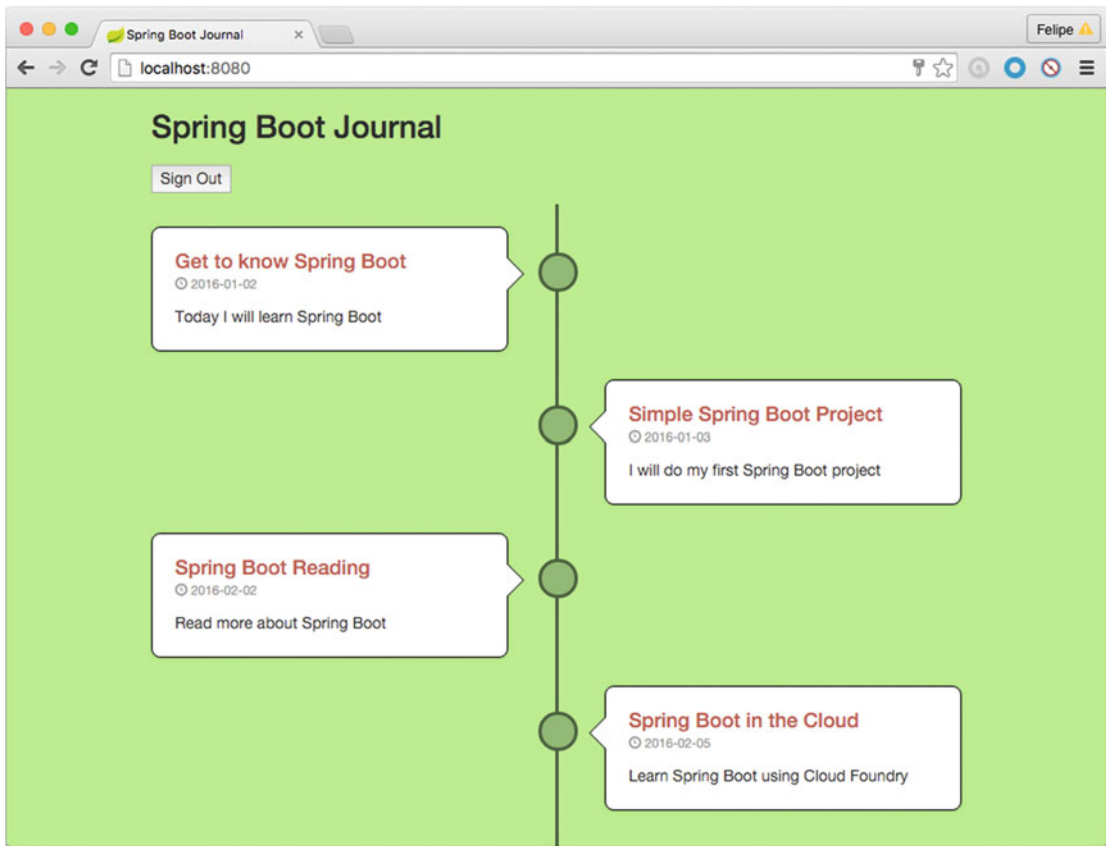 Spring Boot Journal
Felipe
localhost:8080
Spring Boot Journal
Sign Out
Get to know Spring Boot
2016-01-02
Today I will learn Spring Boot
Simple Spring Boot Project
2016-01-03
I will do my first Spring Boot project
Spring Boot Reading
2016-02-02
Read more about Spring Boot
Spring Boot in the Cloud
2016-02-05
Learn Spring Boot using Cloud Foundry